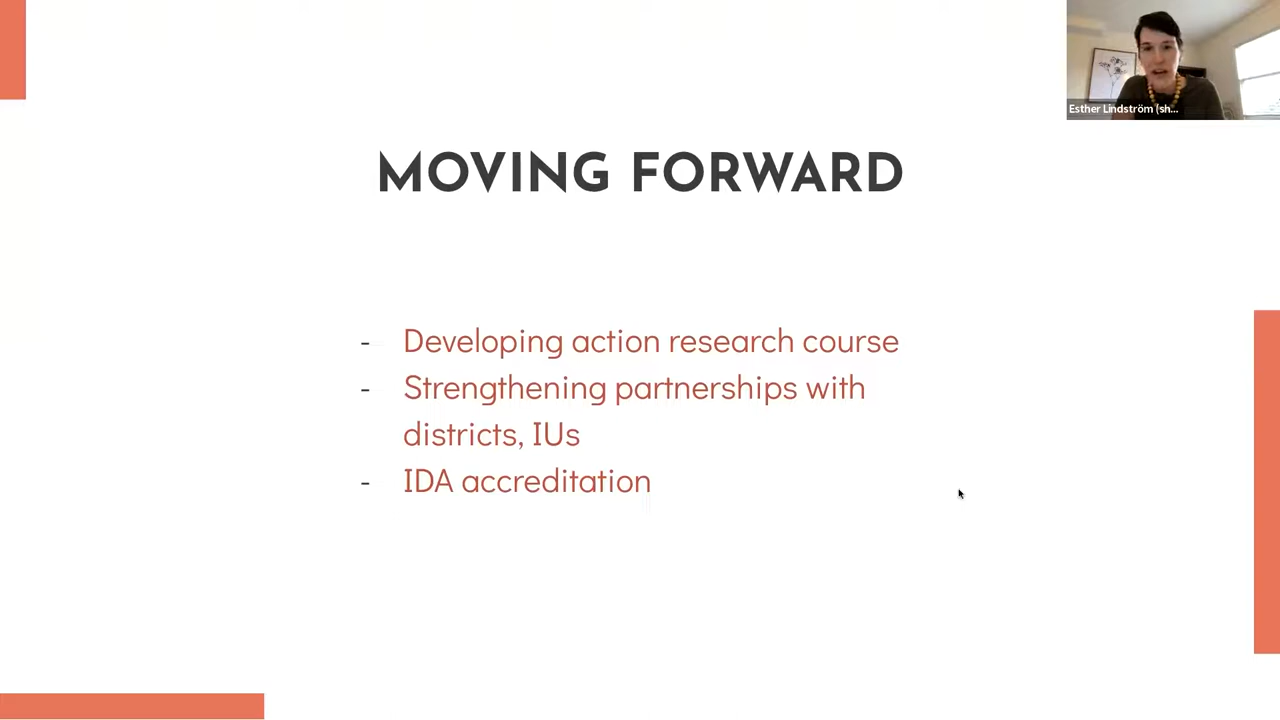 Esther Lindström (sh...
MOVING FORWARD
- Developing action research course
- Strengthening partnerships with
districts, IUs
- IDA accreditation